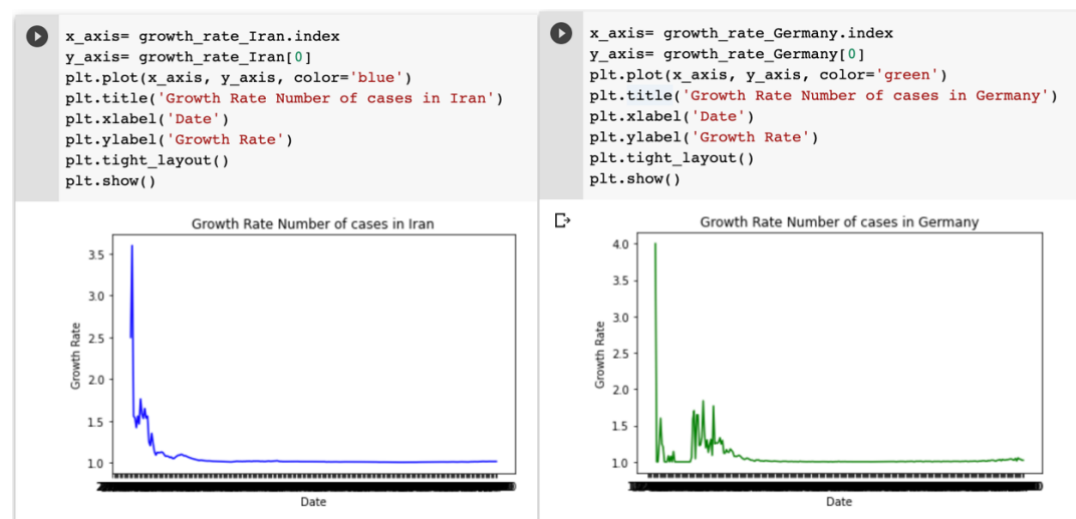 x_axis= growth_rate_Iran.index
y_axis= growth_rate_Iran[0]
plt.plot(x_axis, y_axis, color='blue')
plt.title('Growth Rate Number of cases in Iran')
plt.xlabel('Date')
plt.ylabel('Growth Rate')
plt.tight_layout()
plt.show()
Growth Rate Number of cases in Iran
3.5
3.0
2.5
2.0
1.5
1.0
Growth Rate
Date
x_axis= growth_rate_Germany.index
y_axis= growth_rate_Germany[0]
plt.plot(x_axis, y_axis, color='green')
plt.title('Growth Rate Number of cases in Germany')
plt.xlabel('Date')
plt.ylabel('Growth Rate')
plt.tight_layout()
plt.show()
Growth Rate Number of cases in Germany
4.0
3.5
3.0
2.5
2.0
1.5
1.0
Growth Rate
Date